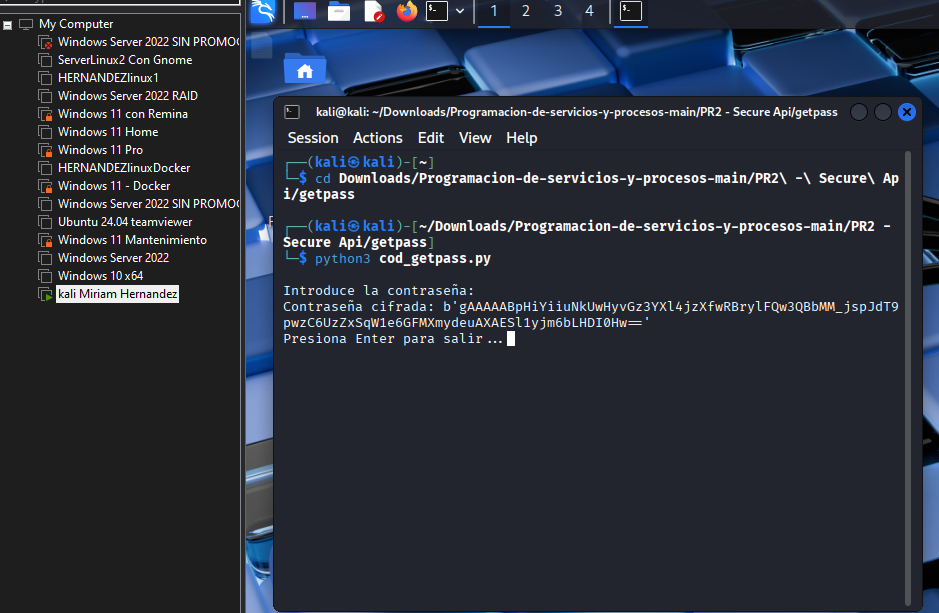 My Computer
Windows Server 2022 SIN PROMO
ServerLinux2 Con Gnome
HERNANDEZlinux1
Windows Server 2022 RAID
Windows 11 con Remina
Windows 11 Home
Windows 11 Pro
HERNANDEZlinuxDocker
Windows 11 - Docker
Windows Server 2022 SIN PROMO
Ubuntu 24.04 teamviewer
Windows 11 Mantenimiento
Windows Server 2022
Windows 10 x64
kali Miriam Hernandez
1 2 3 4
kali@kali: ~/Downloads/Programacion-de-servicios-y-procesos-main/PR2 - Secure Api/getpass
Session Actions Edit View Help
┌──(kali㉿kali)-[~]
└─$ cd Downloads/Programacion-de-servicios-y-procesos-main/PR2\ -\ Secure\ Ap
i/getpass
┌──(kali㉿kali)-[~/Downloads/Programacion-de-servicios-y-procesos-main/PR2 -
Secure Api/getpass]
└─$ python3 cod_getpass.py
Introduce la contraseña:
Contraseña cifrada: b'gAAAAABpHiYiiuNkUwHyvGz3YXl4jzXfwRBrylFQw3QBbMM_jspJdT9
pwzC6UzZxSqW1e6GFMXmydeuAXAESl1yjm6bLHDI0Hw=='
Presiona Enter para salir...